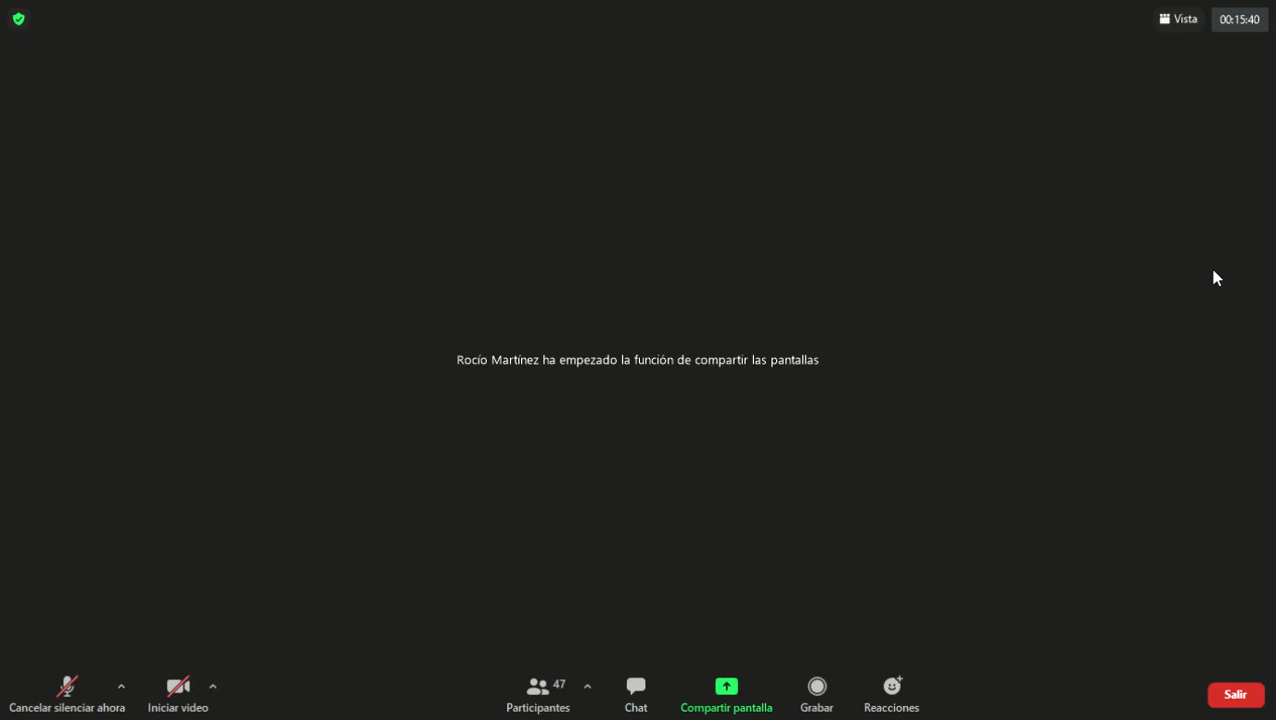 Vista
00:15:40
Rocío Martínez ha empezado la función de compartir las pantallas
Cancelar silenciar ahora
Iniciar video
47
Participantes
Chat
Compartir pantalla
Grabar
Reacciones
Salir